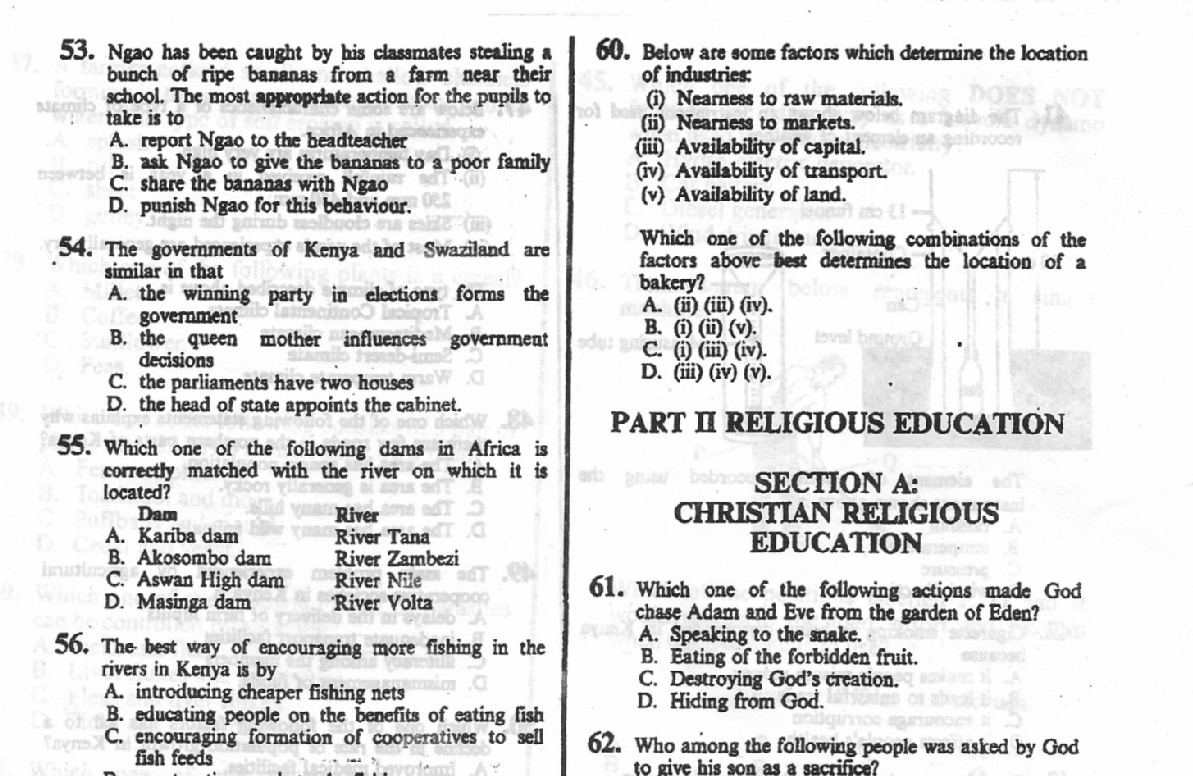 53. Ngao has been caught by his classmates stealing a
bunch of ripe bananas from a farm near their
school. The most appropriate action for the pupils to
take is to
A. report Ngao to the headteacher
B. ask Ngao to give the bananas to a poor family
C. share the bananas with Ngao
D. punish Ngao for this behaviour.
54. The governments of Kenya and Swaziland are
similar in that
A. the winning party in elections forms the
government
B. the queen mother influences government
decisions
C. the parliaments have two houses
D. the head of state appoints the cabinet.
55. Which one of the following dams in Africa is
correctly matched with the river on which it is
located?
Dam River
A. Kariba dam River Tana
B. Akosombo dam River Zambezi
C. Aswan High dam River Nile
D. Masinga dam River Volta
56. The best way of encouraging more fishing in the
rivers in Kenya is by
A. introducing cheaper fishing nets
B. educating people on the benefits of eating fish
C. encouraging formation of cooperatives to sell
fish feeds
60. Below are some factors which determine the location
of industries:
(i) Nearness to raw materials.
(ii) Nearness to markets.
(iii) Availability of capital.
(iv) Availability of transport.
(v) Availability of land.
Which one of the following combinations of the
factors above best determines the location of a
bakery?
A. (ii) (iii) (iv).
B. (i) (ii) (v).
C. (i) (iii) (iv).
D. (iii) (iv) (v).
PART II RELIGIOUS EDUCATION
SECTION A:
CHRISTIAN RELIGIOUS
EDUCATION
61. Which one of the following actions made God
chase Adam and Eve from the garden of Eden?
A. Speaking to the snake.
B. Eating of the forbidden fruit.
C. Destroying God's creation.
D. Hiding from God.
62. Who among the following people was asked by God
to give his son as a sacrifice?